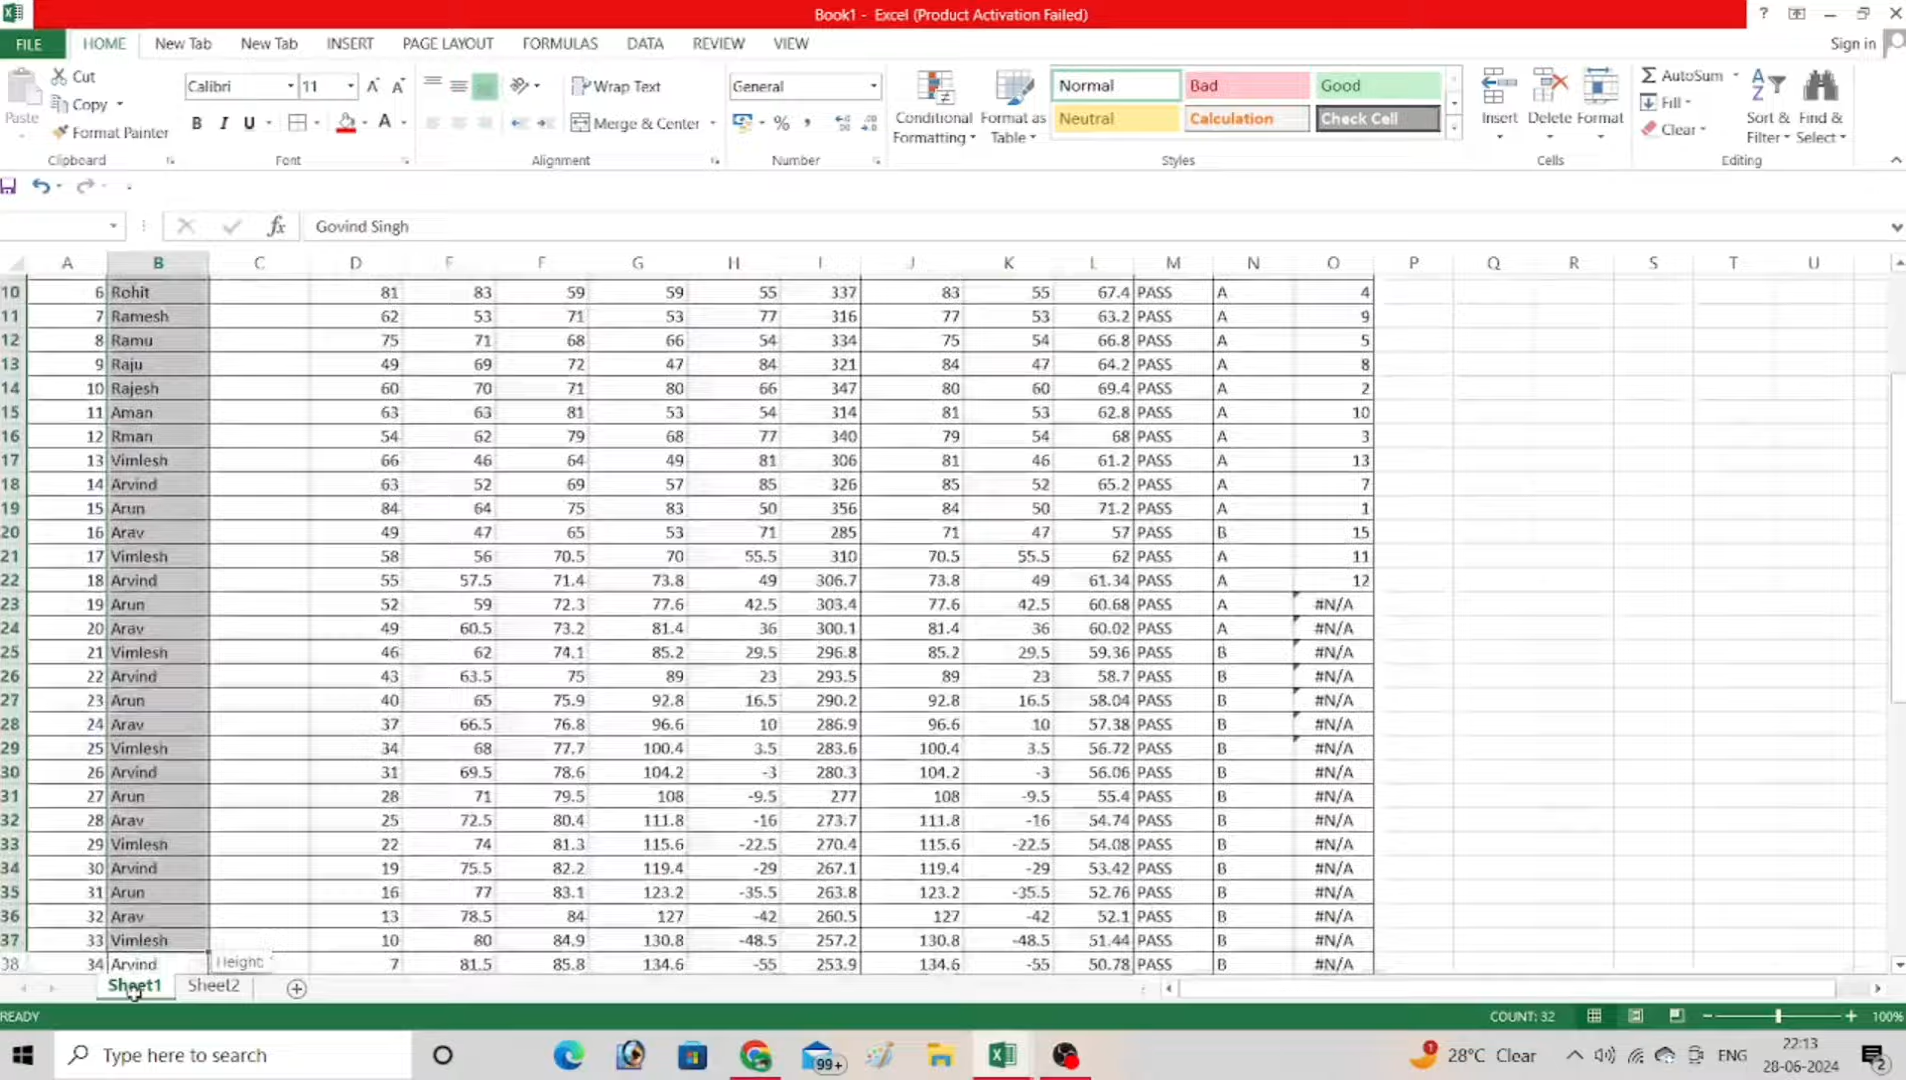 Book1 - Excel (Product Activation Failed)
?
FILE HOME New Tab New Tab INSERT PAGE LAYOUT FORMULAS DATA REVIEW VIEW Sign in
Paste Cut Copy Format Painter Clipboard
Calibri 11 B I U A Font
Wrap Text Merge & Center Alignment
General % Number
Conditional Formatting Format as Table
Normal Bad Good
Neutral Calculation Check Cell
Styles
Insert Delete Format Cells
AutoSum Fill Clear Sort & Filter Find & Select Editing
fx Govind Singh
A B C D E F G H I J K L M N O P Q R S T U
10 6 Rohit 81 83 59 59 55 337 83 55 67.4 PASS A 4
11 7 Ramesh 62 53 71 53 77 316 77 53 63.2 PASS A 9
12 8 Ramu 75 71 68 66 54 334 75 54 66.8 PASS A 5
13 9 Raju 49 69 72 47 84 321 84 47 64.2 PASS A 8
14 10 Rajesh 60 70 71 80 66 347 80 60 69.4 PASS A 2
15 11 Aman 63 63 81 53 54 314 81 53 62.8 PASS A 10
16 12 Rman 54 62 79 68 77 340 79 54 68 PASS A 3
17 13 Vimlesh 66 46 64 49 81 306 81 46 61.2 PASS A 13
18 14 Arvind 63 52 69 57 85 326 85 52 65.2 PASS A 7
19 15 Arun 84 64 75 83 50 356 84 50 71.2 PASS A 1
20 16 Arav 49 47 65 53 71 285 71 47 57 PASS B 15
21 17 Vimlesh 58 56 70.5 70 55.5 310 70.5 55.5 62 PASS A 11
22 18 Arvind 55 57.5 71.4 73.8 49 306.7 73.8 49 61.34 PASS A 12
23 19 Arun 52 59 72.3 77.6 42.5 303.4 77.6 42.5 60.68 PASS A #N/A
24 20 Arav 49 60.5 73.2 81.4 36 300.1 81.4 36 60.02 PASS A #N/A
25 21 Vimlesh 46 62 74.1 85.2 29.5 296.8 85.2 29.5 59.36 PASS B #N/A
26 22 Arvind 43 63.5 75 89 23 293.5 89 23 58.7 PASS B #N/A
27 23 Arun 40 65 75.9 92.8 16.5 290.2 92.8 16.5 58.04 PASS B #N/A
28 24 Arav 37 66.5 76.8 96.6 10 286.9 96.6 10 57.38 PASS B #N/A
29 25 Vimlesh 34 68 77.7 100.4 3.5 283.6 100.4 3.5 56.72 PASS B #N/A
30 26 Arvind 31 69.5 78.6 104.2 -3 280.3 104.2 -3 56.06 PASS B #N/A
31 27 Arun 28 71 79.5 108 -9.5 277 108 -9.5 55.4 PASS B #N/A
32 28 Arav 25 72.5 80.4 111.8 -16 273.7 111.8 -16 54.74 PASS B #N/A
33 29 Vimlesh 22 74 81.3 115.6 -22.5 270.4 115.6 -22.5 54.08 PASS B #N/A
34 30 Arvind 19 75.5 82.2 119.4 -29 267.1 119.4 -29 53.42 PASS B #N/A
35 31 Arun 16 77 83.1 123.2 -35.5 263.8 123.2 -35.5 52.76 PASS B #N/A
36 32 Arav 13 78.5 84 127 -42 260.5 127 -42 52.1 PASS B #N/A
37 33 Vimlesh 10 80 84.9 130.8 -48.5 257.2 130.8 -48.5 51.44 PASS B #N/A
38 34 Arvind 7 81.5 85.8 134.6 -55 253.9 134.6 -55 50.78 PASS B #N/A
Height:
Sheet1 Sheet2
READY COUNT: 32 100%
Type here to search 99+ 1 28°C Clear ENG 22:13 28-06-2024 2